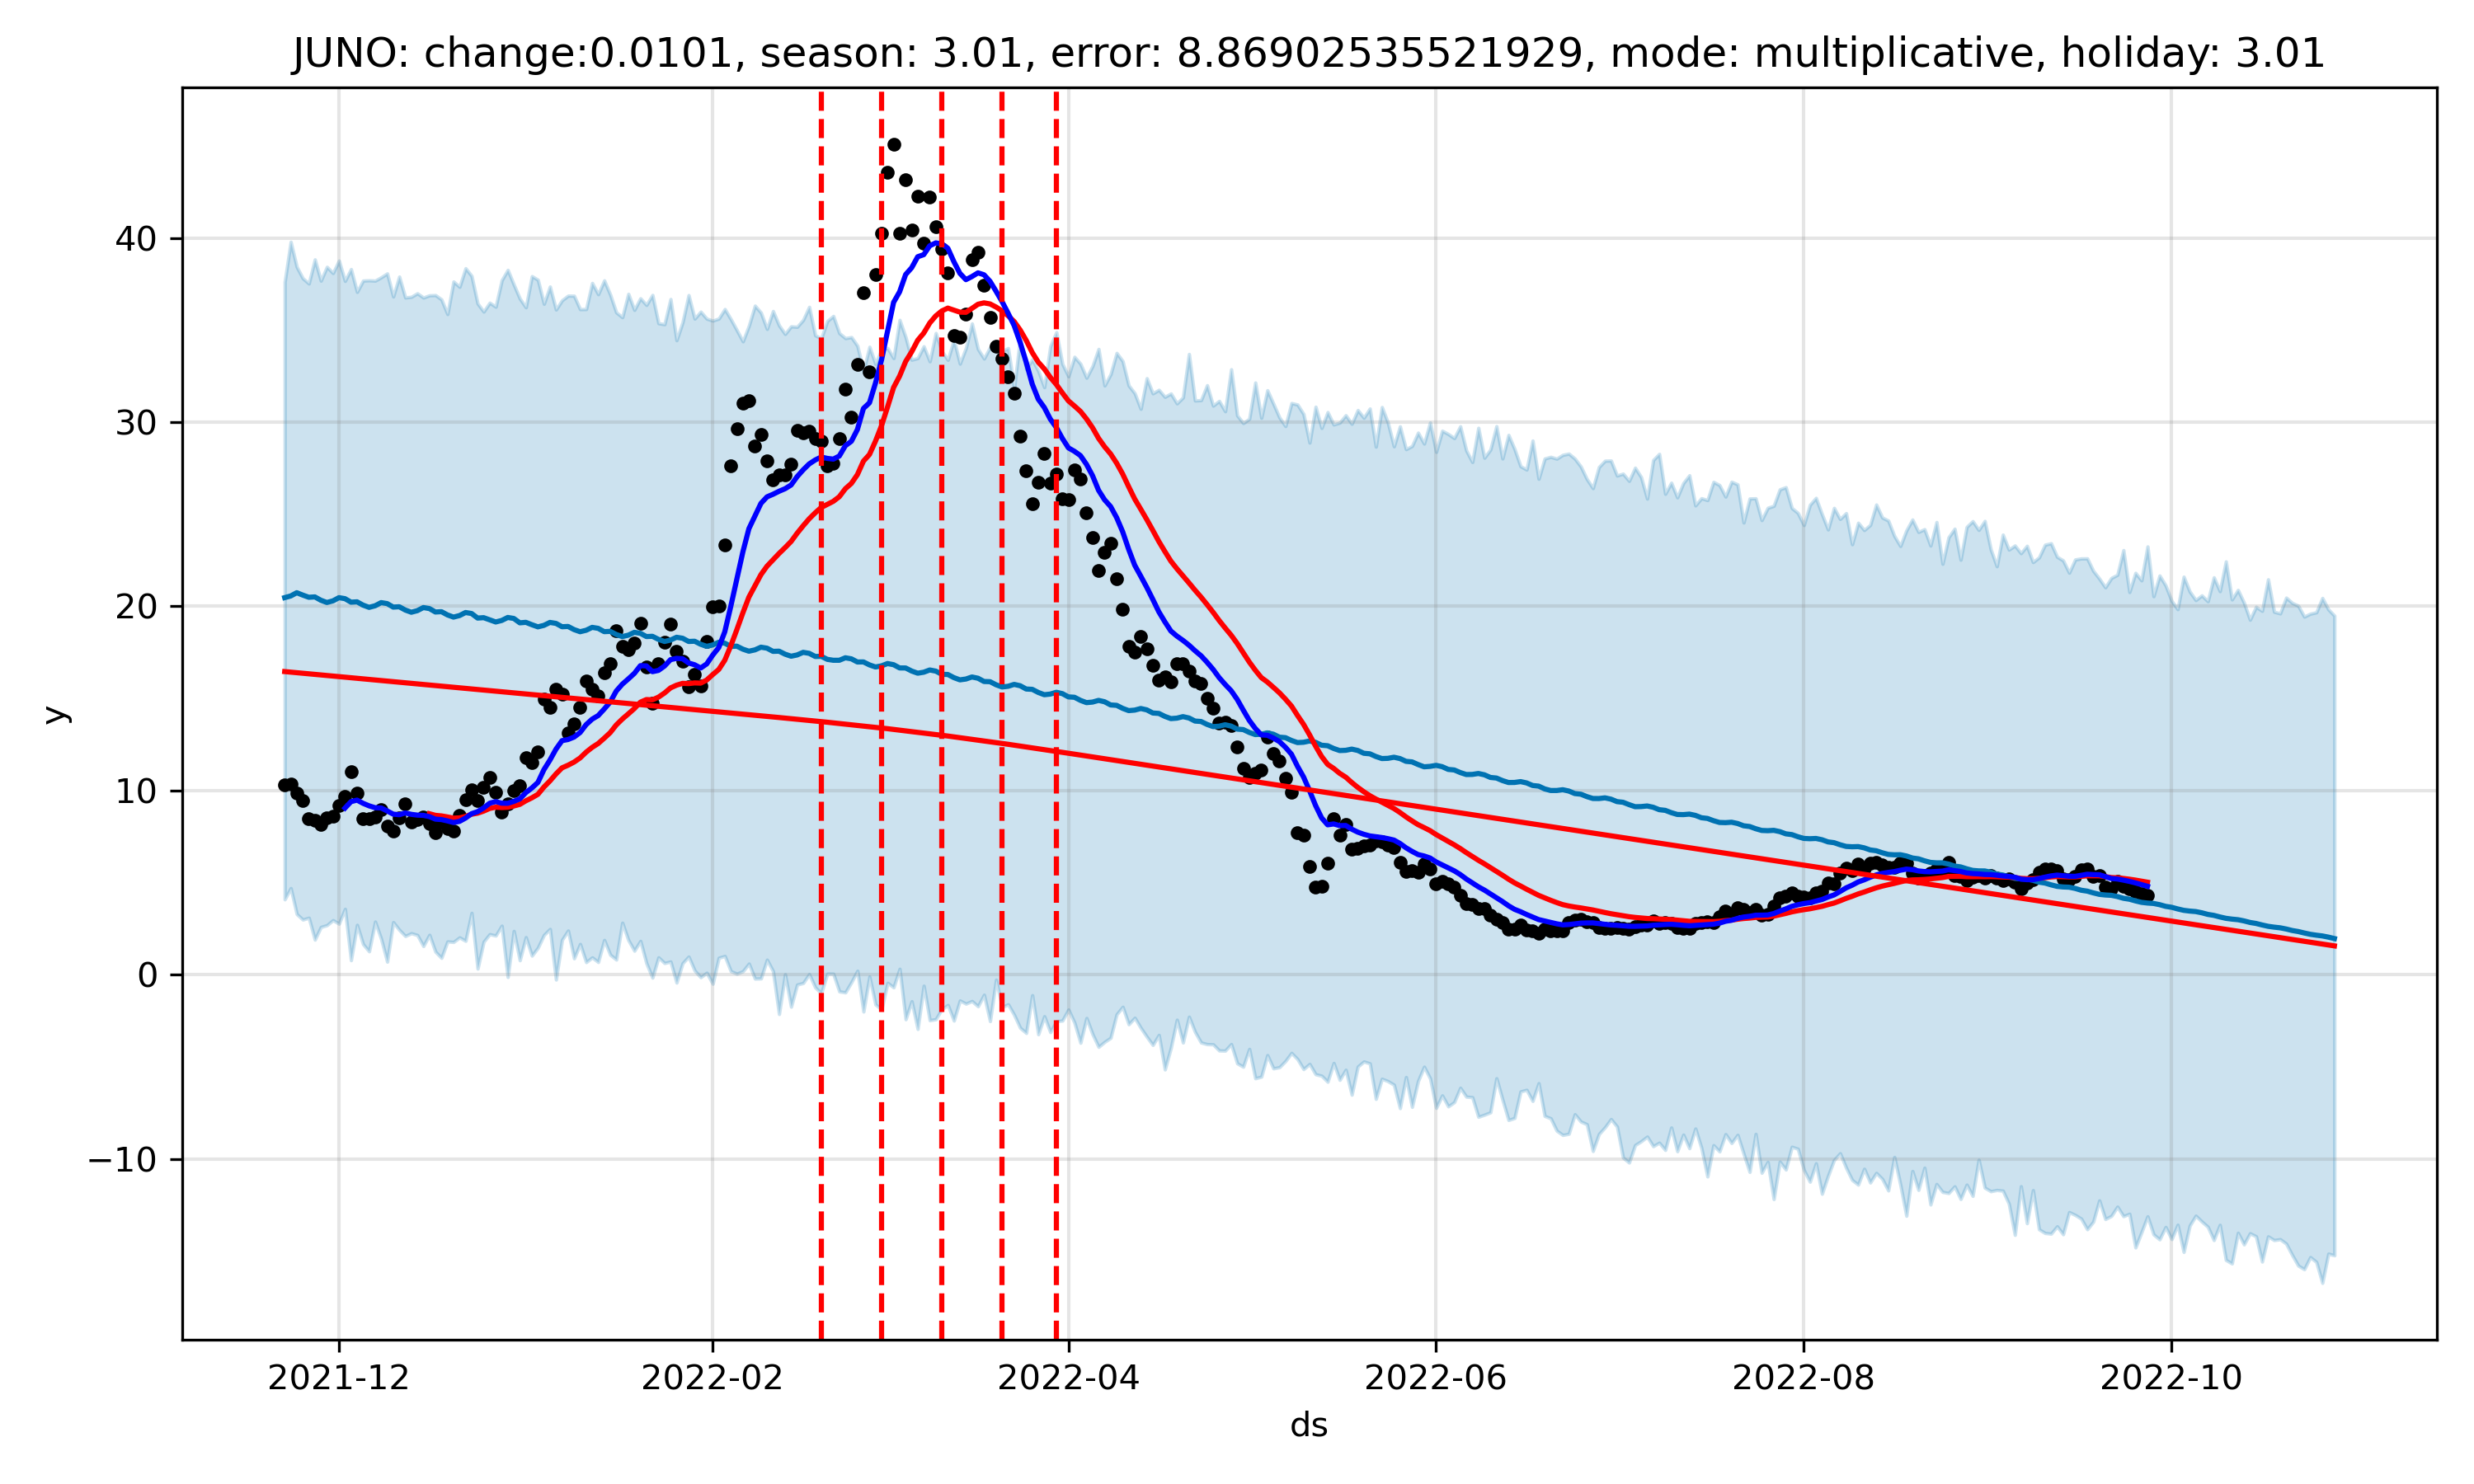 JUNO: change:0.0101, season: 3.01, error: 8.86902535521929, mode: multiplicative, holiday: 3.01
40
30
20
10
0
−10
y
2021-12 2022-02 2022-04 2022-06 2022-08 2022-10
ds